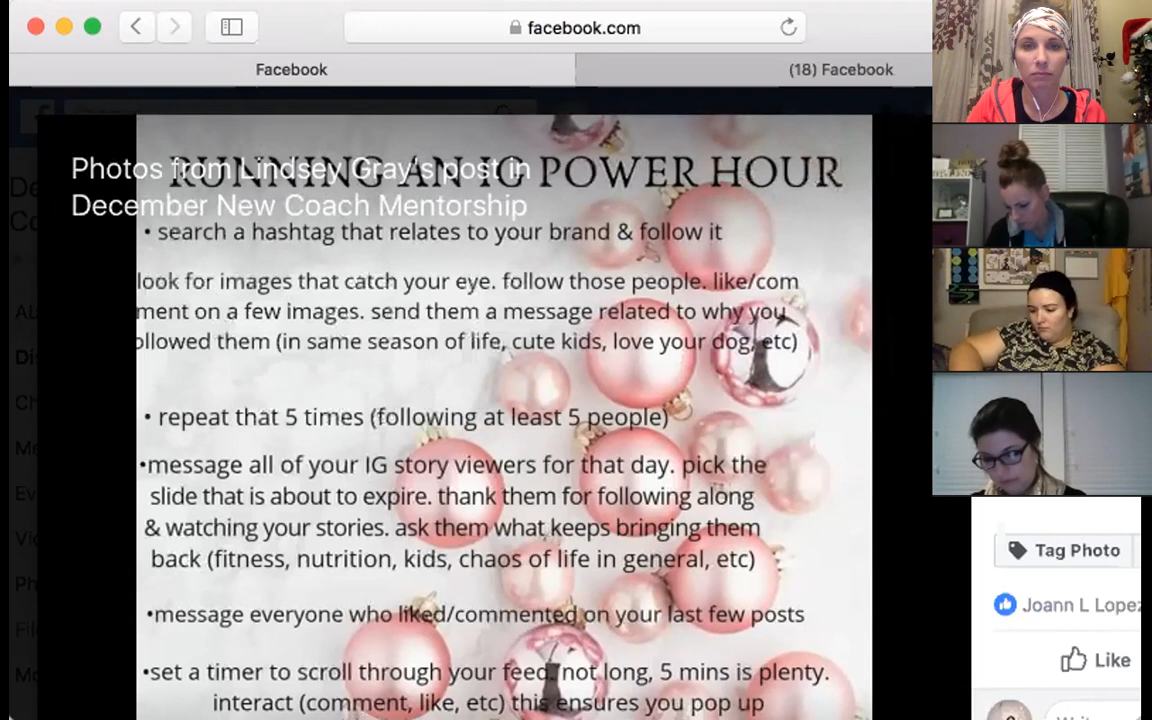 facebook.com
Facebook
(18) Facebook
Photos from Lindsey Gray's post in
December New Coach Mentorship
RUNNING AN IG POWER HOUR
• search a hashtag that relates to your brand & follow it
look for images that catch your eye. follow those people. like/com
ment on a few images. send them a message related to why you
ollowed them (in same season of life, cute kids, love your dog, etc)
• repeat that 5 times (following at least 5 people)
•message all of your IG story viewers for that day. pick the
slide that is about to expire. thank them for following along
& watching your stories. ask them what keeps bringing them
back (fitness, nutrition, kids, chaos of life in general, etc)
•message everyone who liked/commented on your last few posts
•set a timer to scroll through your feed. not long, 5 mins is plenty.
interact (comment, like, etc) this ensures you pop up
Tag Photo
Joann L Lopez
Like